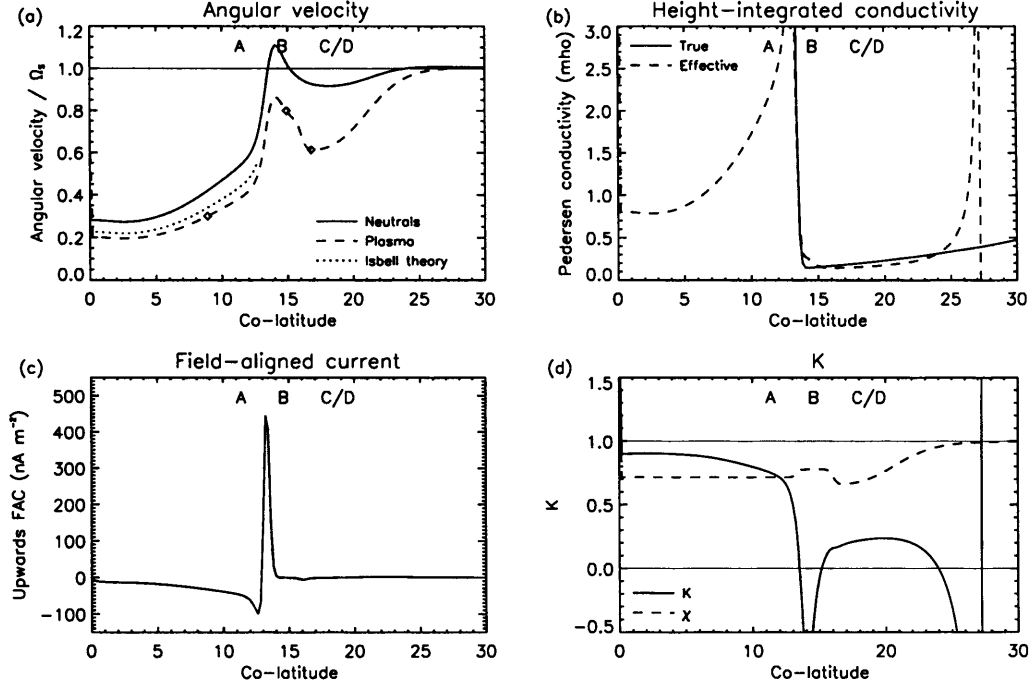 (a)
Angular velocity
1.2
1.0
0.8
0.6
0.4
0.2
0.0
Angular velocity / Ωs
A B C/D
Neutrals
Plasma
Isbell theory
0 5 10 15 20 25 30
Co-latitude
(b)
Height-integrated conductivity
3.0
2.5
2.0
1.5
1.0
0.5
0.0
Pedersen conductivity (mho)
True
Effective
A B C/D
0 5 10 15 20 25 30
Co-latitude
(c)
Field-aligned current
500
400
300
200
100
0
-100
Upwards FAC (nA m⁻²)
A B C/D
0 5 10 15 20 25 30
Co-latitude
(d)
K
1.5
1.0
0.5
0.0
-0.5
K
A B C/D
K
χ
0 5 10 15 20 25 30
Co-latitude